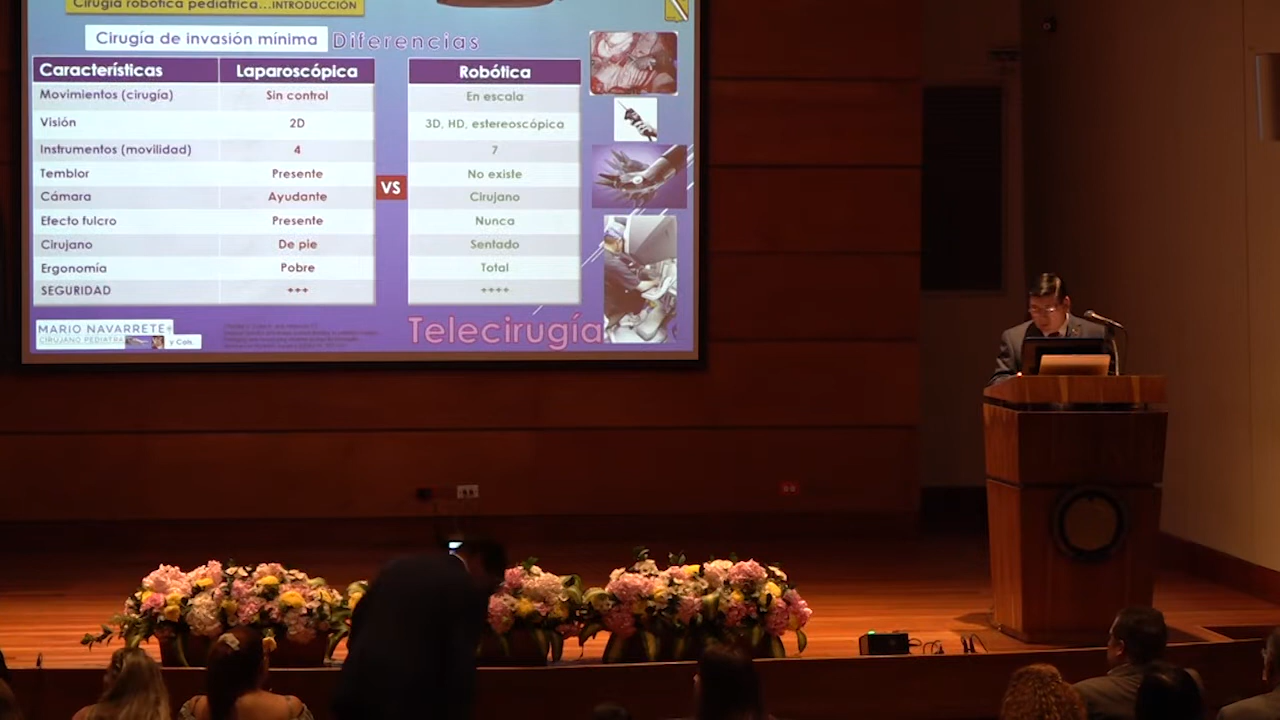 Cirugía robótica pediátrica...INTRODUCCIÓN
Cirugía de invasión mínima Diferencias
Características Laparoscópica Robótica
Movimientos (cirugía) Sin control En escala
Visión 2D 3D, HD, estereoscópica
Instrumentos (movilidad) 4 7
Temblor Presente No existe
VS
Cámara Ayudante Cirujano
Efecto fulcro Presente Nunca
Cirujano De pie Sentado
Ergonomía Pobre Total
SEGURIDAD +++ ++++
MARIO NAVARRETE
CIRUJANO PEDIATRA y Cols.
Telecirugía